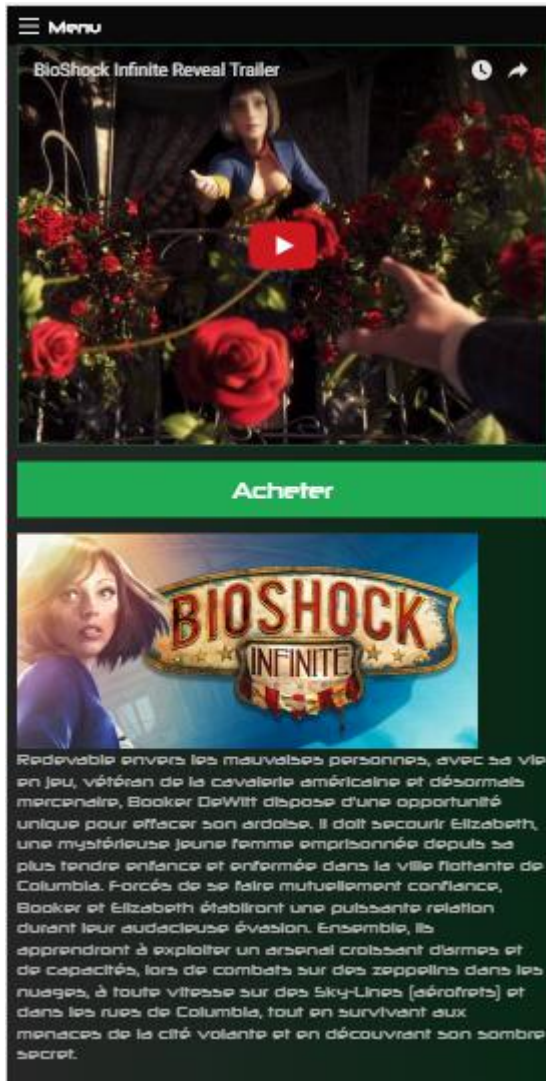 Menu
BioShock Infinite Reveal Trailer
Acheter
BIOSHOCK
INFINITE
Redevable envers les mauvaises personnes, avec sa vie
en jeu, vétéran de la cavalerie américaine et désormais
mercenaire, Booker DeWitt dispose d'une opportunité
unique pour effacer son ardoise. Il doit secourir Elizabeth,
une mystérieuse jeune femme emprisonnée depuis sa
plus tendre enfance et enfermée dans la ville flottante de
Columbia. Forcés de se faire mutuellement confiance,
Booker et Elizabeth établiront une puissante relation
durant leur audacieuse évasion. Ensemble, ils
apprendront à exploiter un arsenal croissant d'armes et
de capacités, lors de combats sur des zeppelins dans les
nuages, à toute vitesse sur des Sky-Lines (aérofrets) et
dans les rues de Columbia, tout en survivant aux
menaces de la cité volante et en découvrant son sombre
secret.